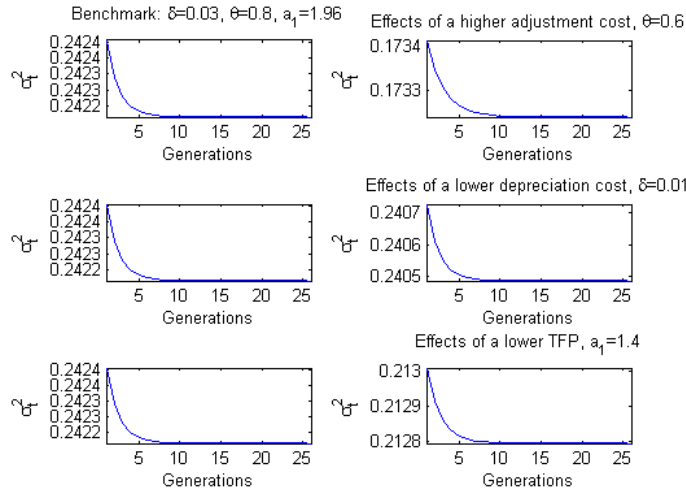 Benchmark: δ=0.03, θ=0.8, a₁=1.96
0.2424
0.2424
0.2423
0.2423
0.2422
σ²ₜ
5 10 15 20 25
Generations
Effects of a higher adjustment cost, θ=0.6
0.1734
0.1733
σ²ₜ
5 10 15 20 25
Generations
0.2424
0.2424
0.2423
0.2423
0.2422
σ²ₜ
5 10 15 20 25
Generations
Effects of a lower depreciation cost, δ=0.01
0.2407
0.2406
0.2405
σ²ₜ
5 10 15 20 25
Generations
0.2424
0.2424
0.2423
0.2423
0.2422
σ²ₜ
5 10 15 20 25
Generations
Effects of a lower TFP, a₁=1.4
0.213
0.2129
0.2128
σ²ₜ
5 10 15 20 25
Generations